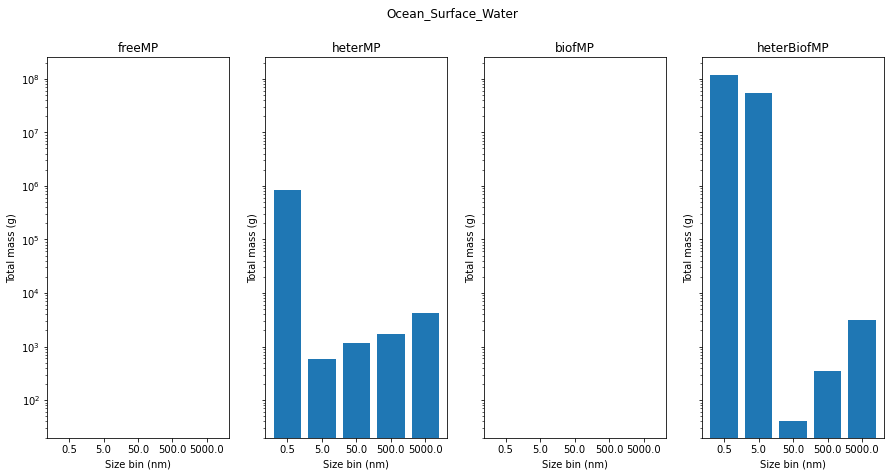 Ocean_Surface_Water
freeMP
heterMP
biofMP
heterBiofMP
Total mass (g)
10⁸
10⁷
10⁶
10⁵
10⁴
10³
10²
0.5 5.0 50.0 500.0 5000.0
Size bin (nm)
Total mass (g)
0.5 5.0 50.0 500.0 5000.0
Size bin (nm)
Total mass (g)
0.5 5.0 50.0 500.0 5000.0
Size bin (nm)
Total mass (g)
0.5 5.0 50.0 500.0 5000.0
Size bin (nm)